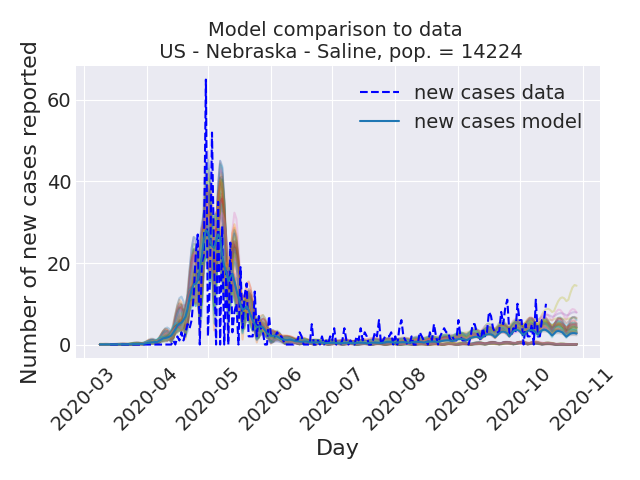 Model comparison to data
US - Nebraska - Saline, pop. = 14224
Number of new cases reported
60
40
20
0
new cases data
new cases model
2020-03
2020-04
2020-05
2020-06
2020-07
2020-08
2020-09
2020-10
2020-11
Day